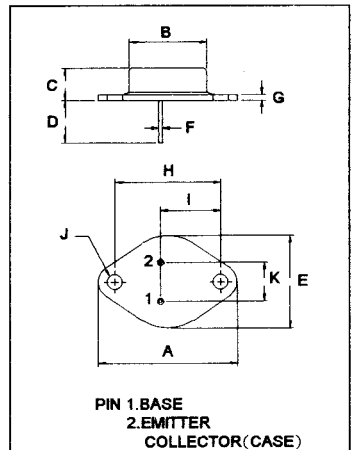 B
C
G
D
F
H
I
J
2
K
E
1
A
PIN 1.BASE
2.EMITTER
COLLECTOR(CASE)